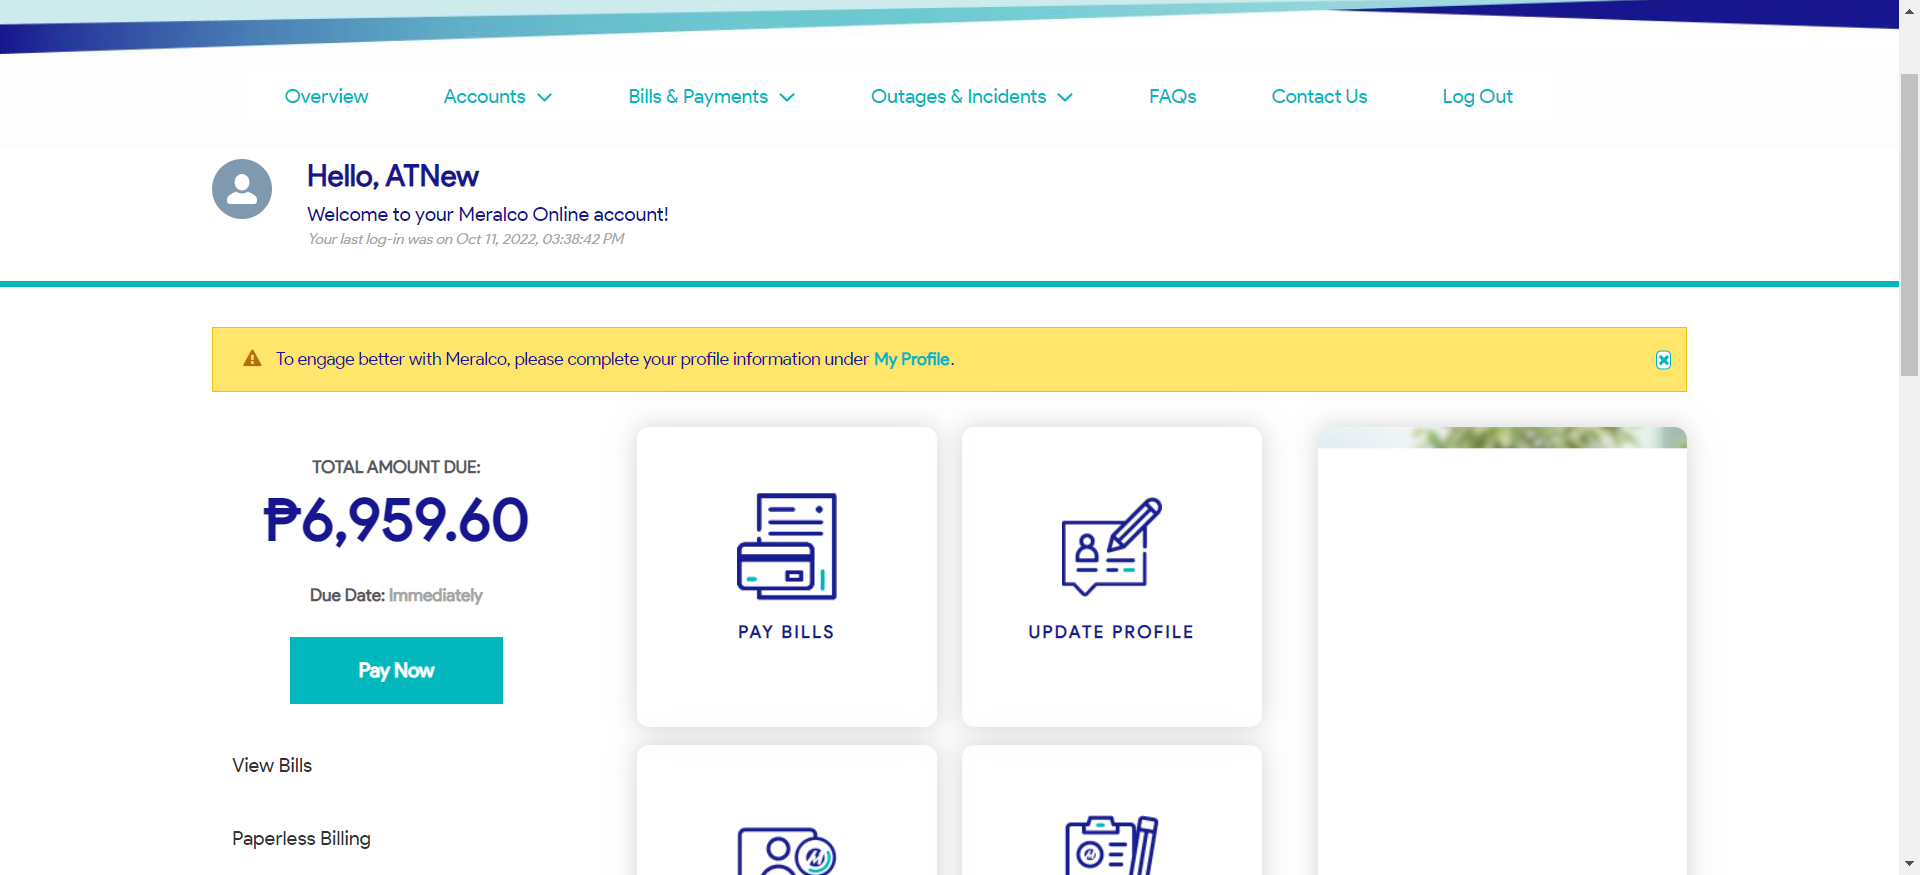 Overview Accounts Bills & Payments Outages & Incidents FAQs Contact Us Log Out
Hello, ATNew
Welcome to your Meralco Online account!
Your last log-in was on Oct 11, 2022, 03:38:42 PM
To engage better with Meralco, please complete your profile information under My Profile.
TOTAL AMOUNT DUE:
₱6,959.60
Due Date: Immediately
Pay Now
View Bills
Paperless Billing
PAY BILLS
UPDATE PROFILE